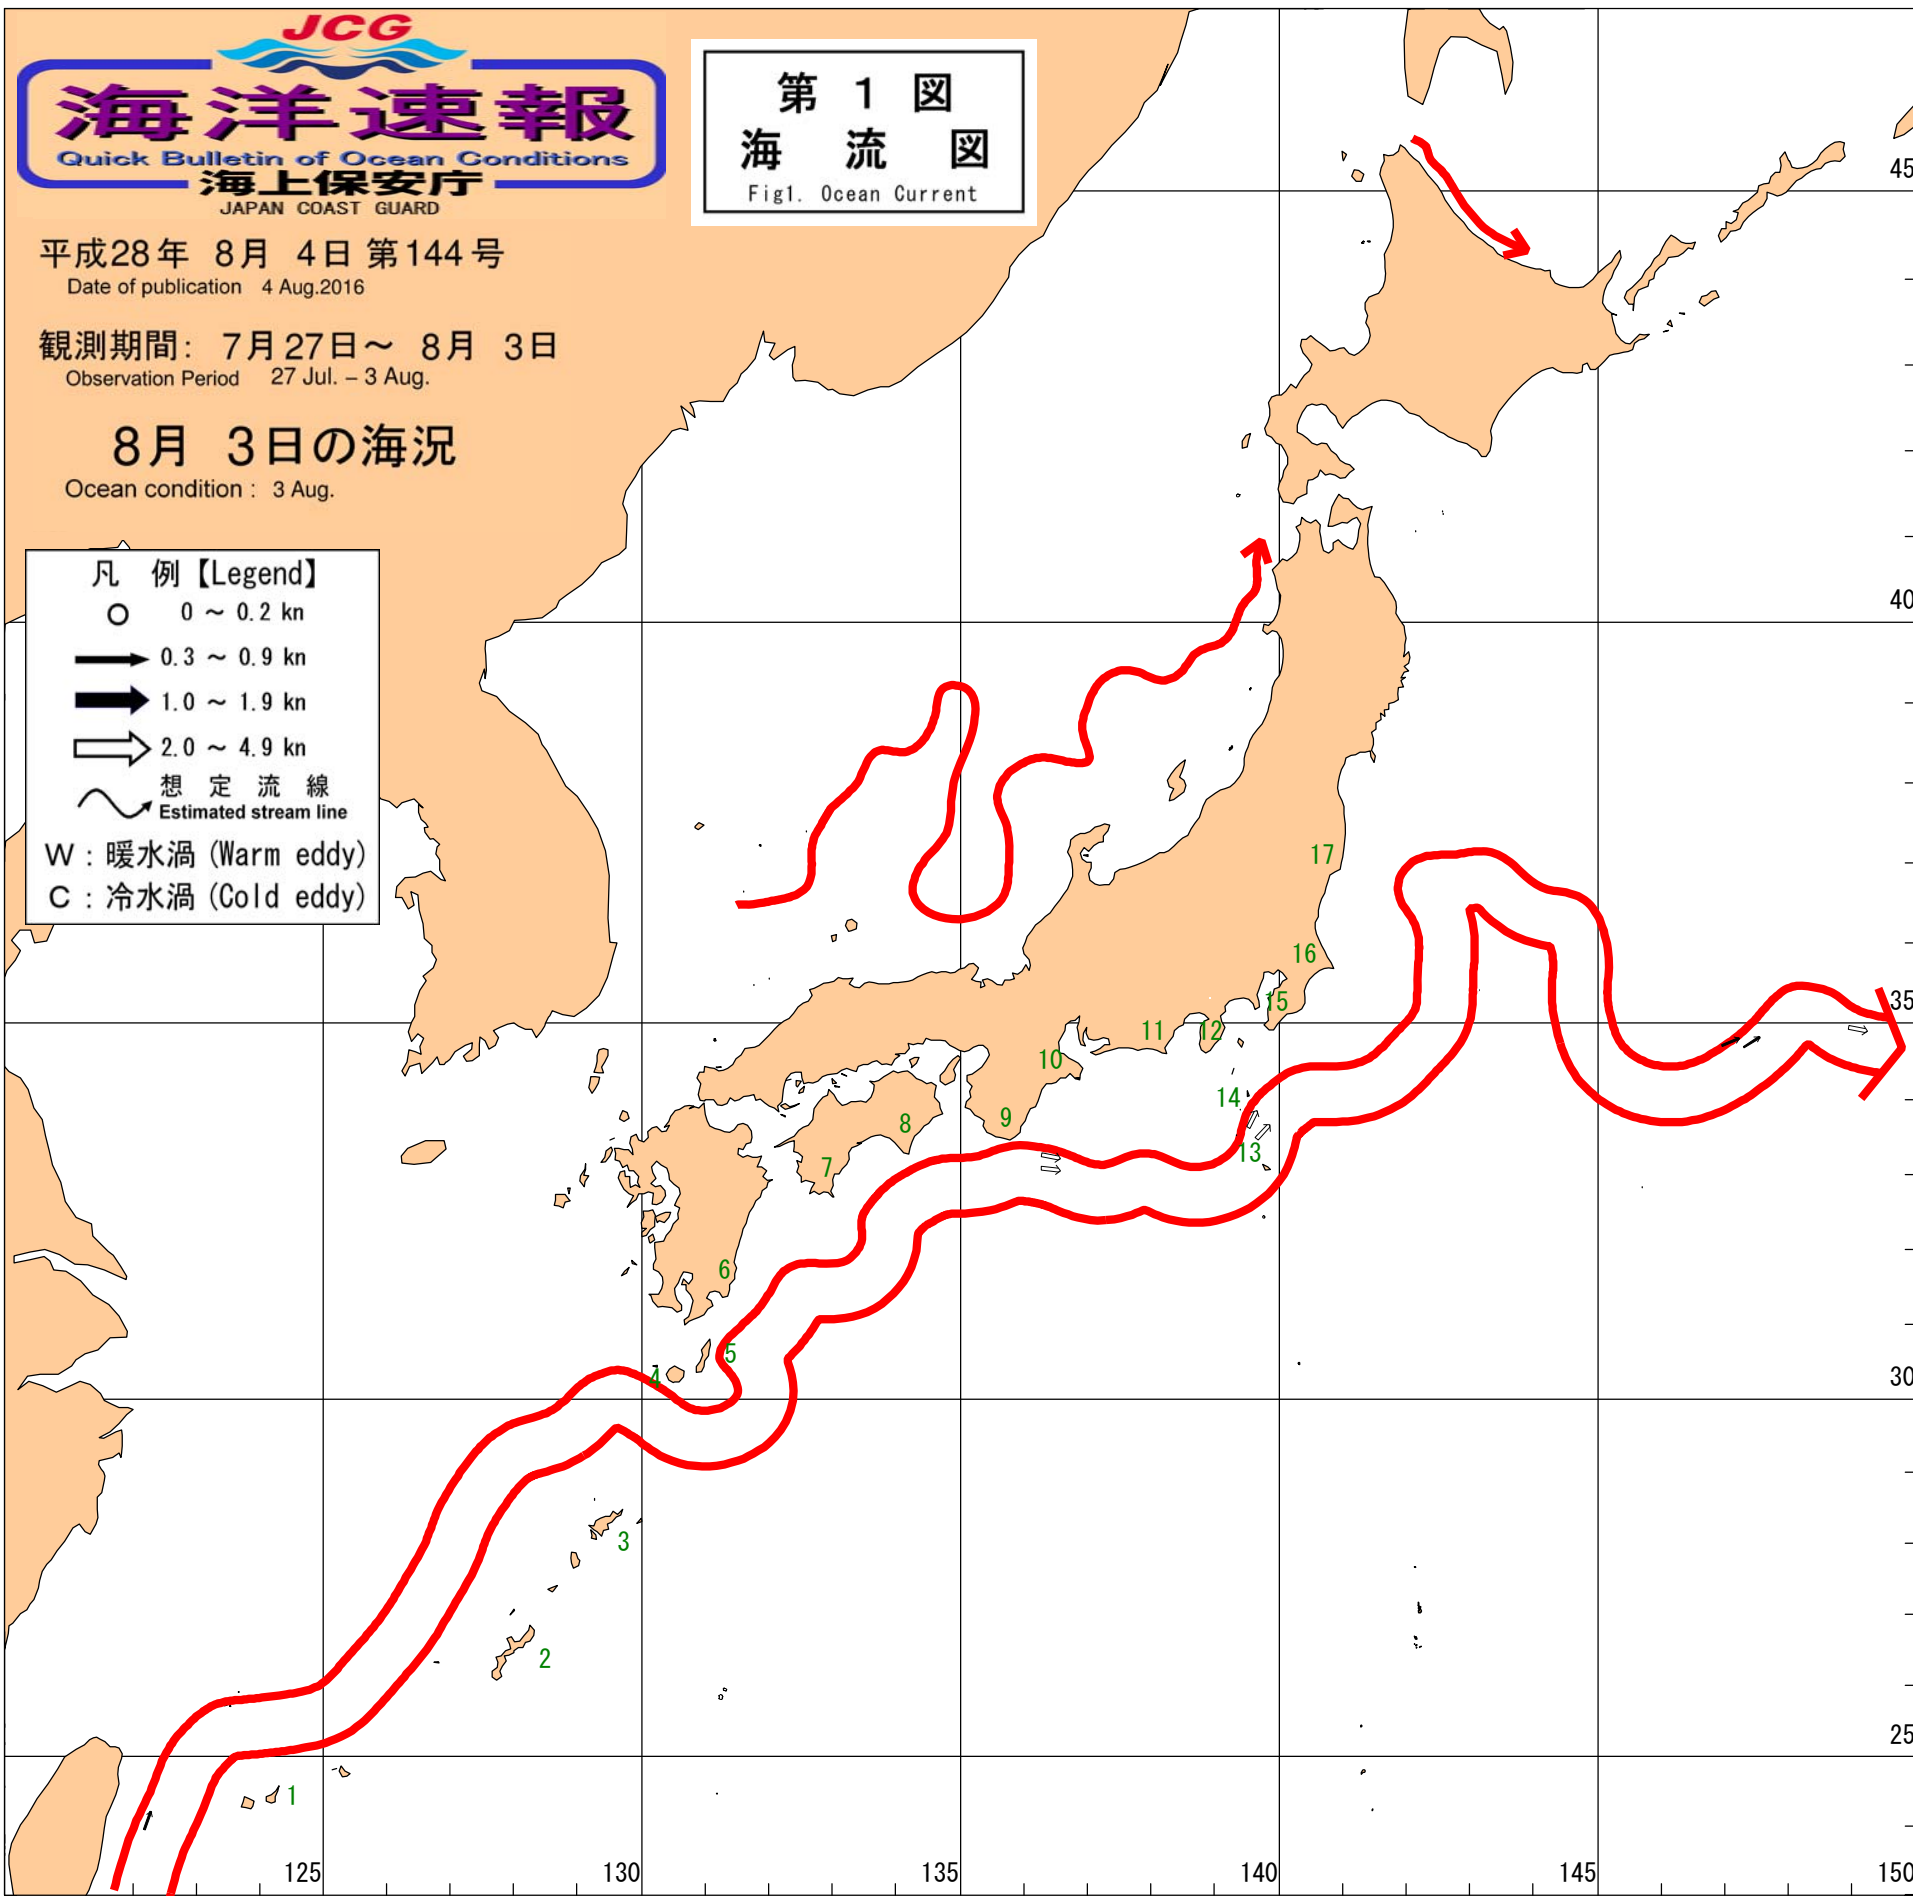 JCG
海洋速報
Quick Bulletin of Ocean Conditions
海上保安庁
JAPAN COAST GUARD
第 1 図
海 流 図
Fig1. Ocean Current
平成28年 8月 4日 第144号
Date of publication 4 Aug.2016
観測期間: 7月27日～ 8月 3日
Observation Period 27 Jul. – 3 Aug.
8月 3日の海況
Ocean condition : 3 Aug.
凡 例【Legend】
0 ～ 0.2 kn
0.3 ～ 0.9 kn
1.0 ～ 1.9 kn
2.0 ～ 4.9 kn
想 定 流 線
Estimated stream line
W : 暖水渦 (Warm eddy)
C : 冷水渦 (Cold eddy)
45
40
17
16
15
35
11
12
10
14
9
8
13
7
6
5
4
30
3
2
25
1
125
130
135
140
145
150